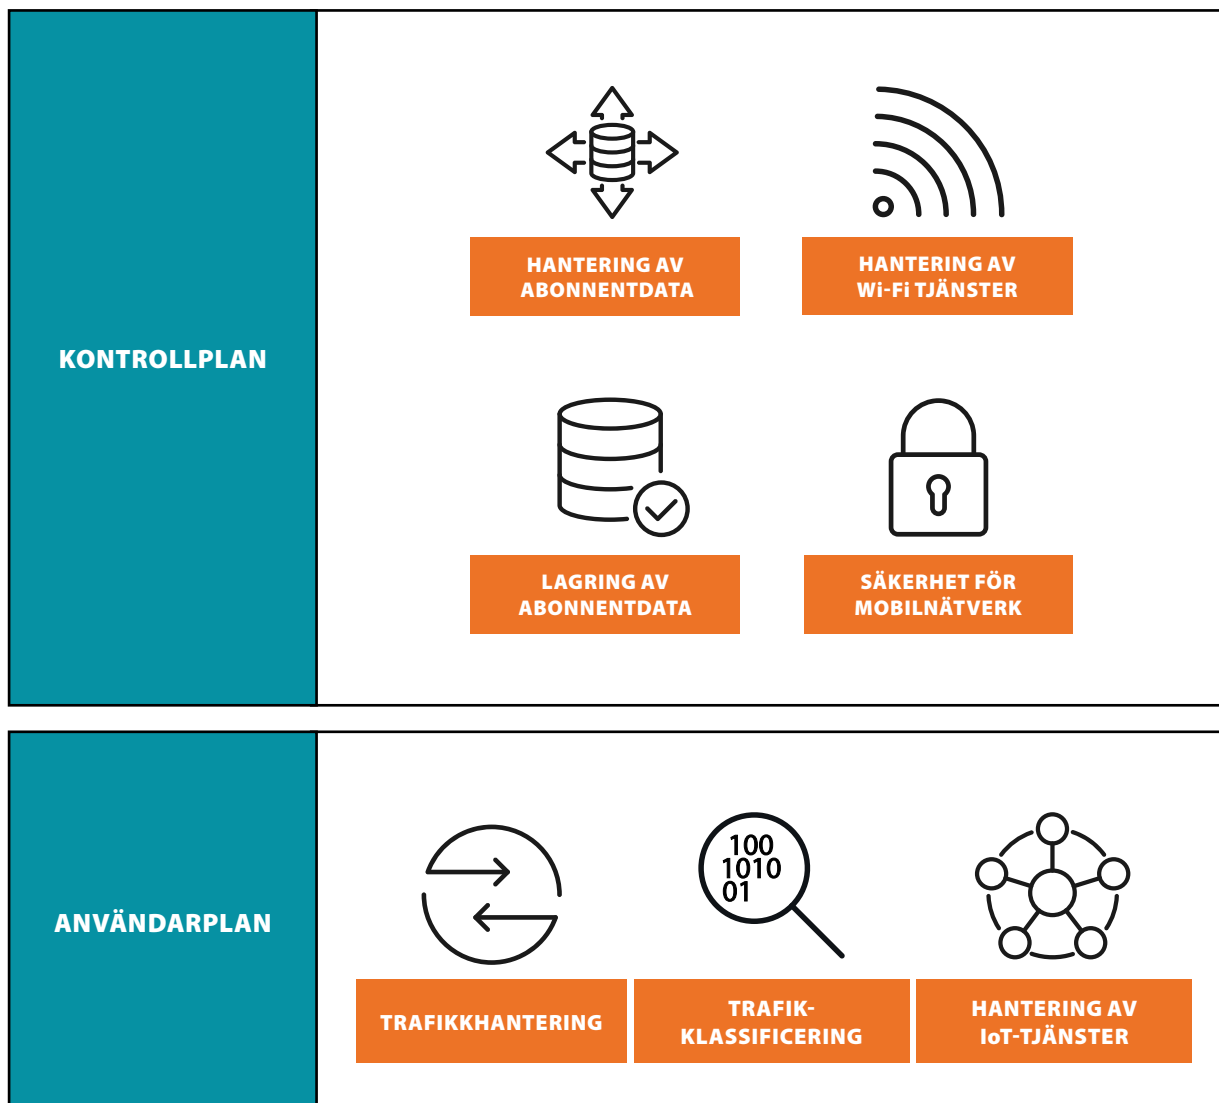 KONTROLLPLAN
HANTERING AV
ABONNENTDATA
HANTERING AV
Wi-Fi TJÄNSTER
LAGRING AV
ABONNENTDATA
SÄKERHET FÖR
MOBILNÄTVERK
ANVÄNDARPLAN
100
1010
01
TRAFIKKHANTERING
TRAFIK-
KLASSIFICERING
HANTERING AV
IoT-TJÄNSTER